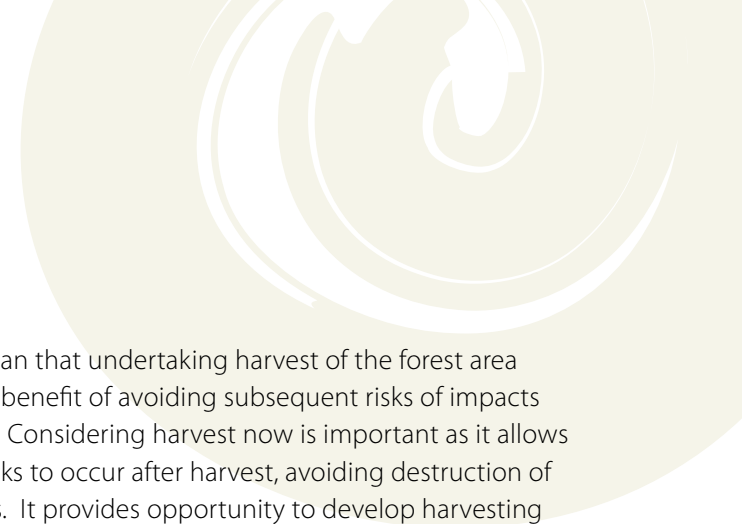 an that undertaking harvest of the forest area
benefit of avoiding subsequent risks of impacts
Considering harvest now is important as it allows
ks to occur after harvest, avoiding destruction of
s. It provides opportunity to develop harvesting